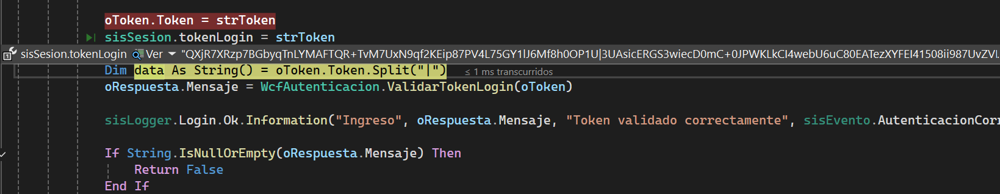 oToken.Token = strToken
sisSesion.tokenLogin = strToken
sisSesion.tokenLogin Ver "QXjR7XRzp7BGbyqTnLYMAFTQR+TvM7UxN9qf2KEip87PV4L75GY1lJ6Mf8h0OP1U|3UAsicERGS3wiecD0mC+0JPWKLkCI4webU6uC80EATezXYFEI41508ii987UvZVI
Dim data As String() = oToken.Token.Split("|") ≤ 1 ms transcurridos
oRespuesta.Mensaje = WcfAutenticacion.ValidarTokenLogin(oToken)
sisLogger.Login.Ok.Information("Ingreso", oRespuesta.Mensaje, "Token validado correctamente", sisEvento.AutenticacionCorr
If String.IsNullOrEmpty(oRespuesta.Mensaje) Then
Return False
End If